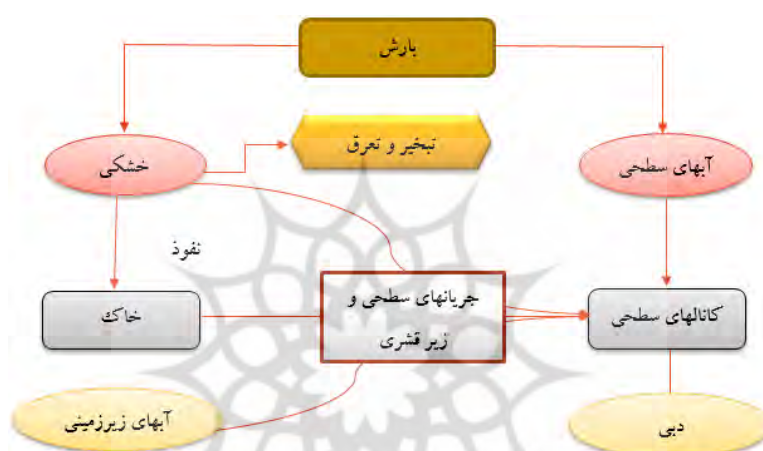 بارش
تبخیر و تعرق
آبهای سطحی
خشکی
نفوذ
جریانهای سطحی و
زیر قشری
کانالهای سطحی
خاک
دبی
آبهای زیرزمینی